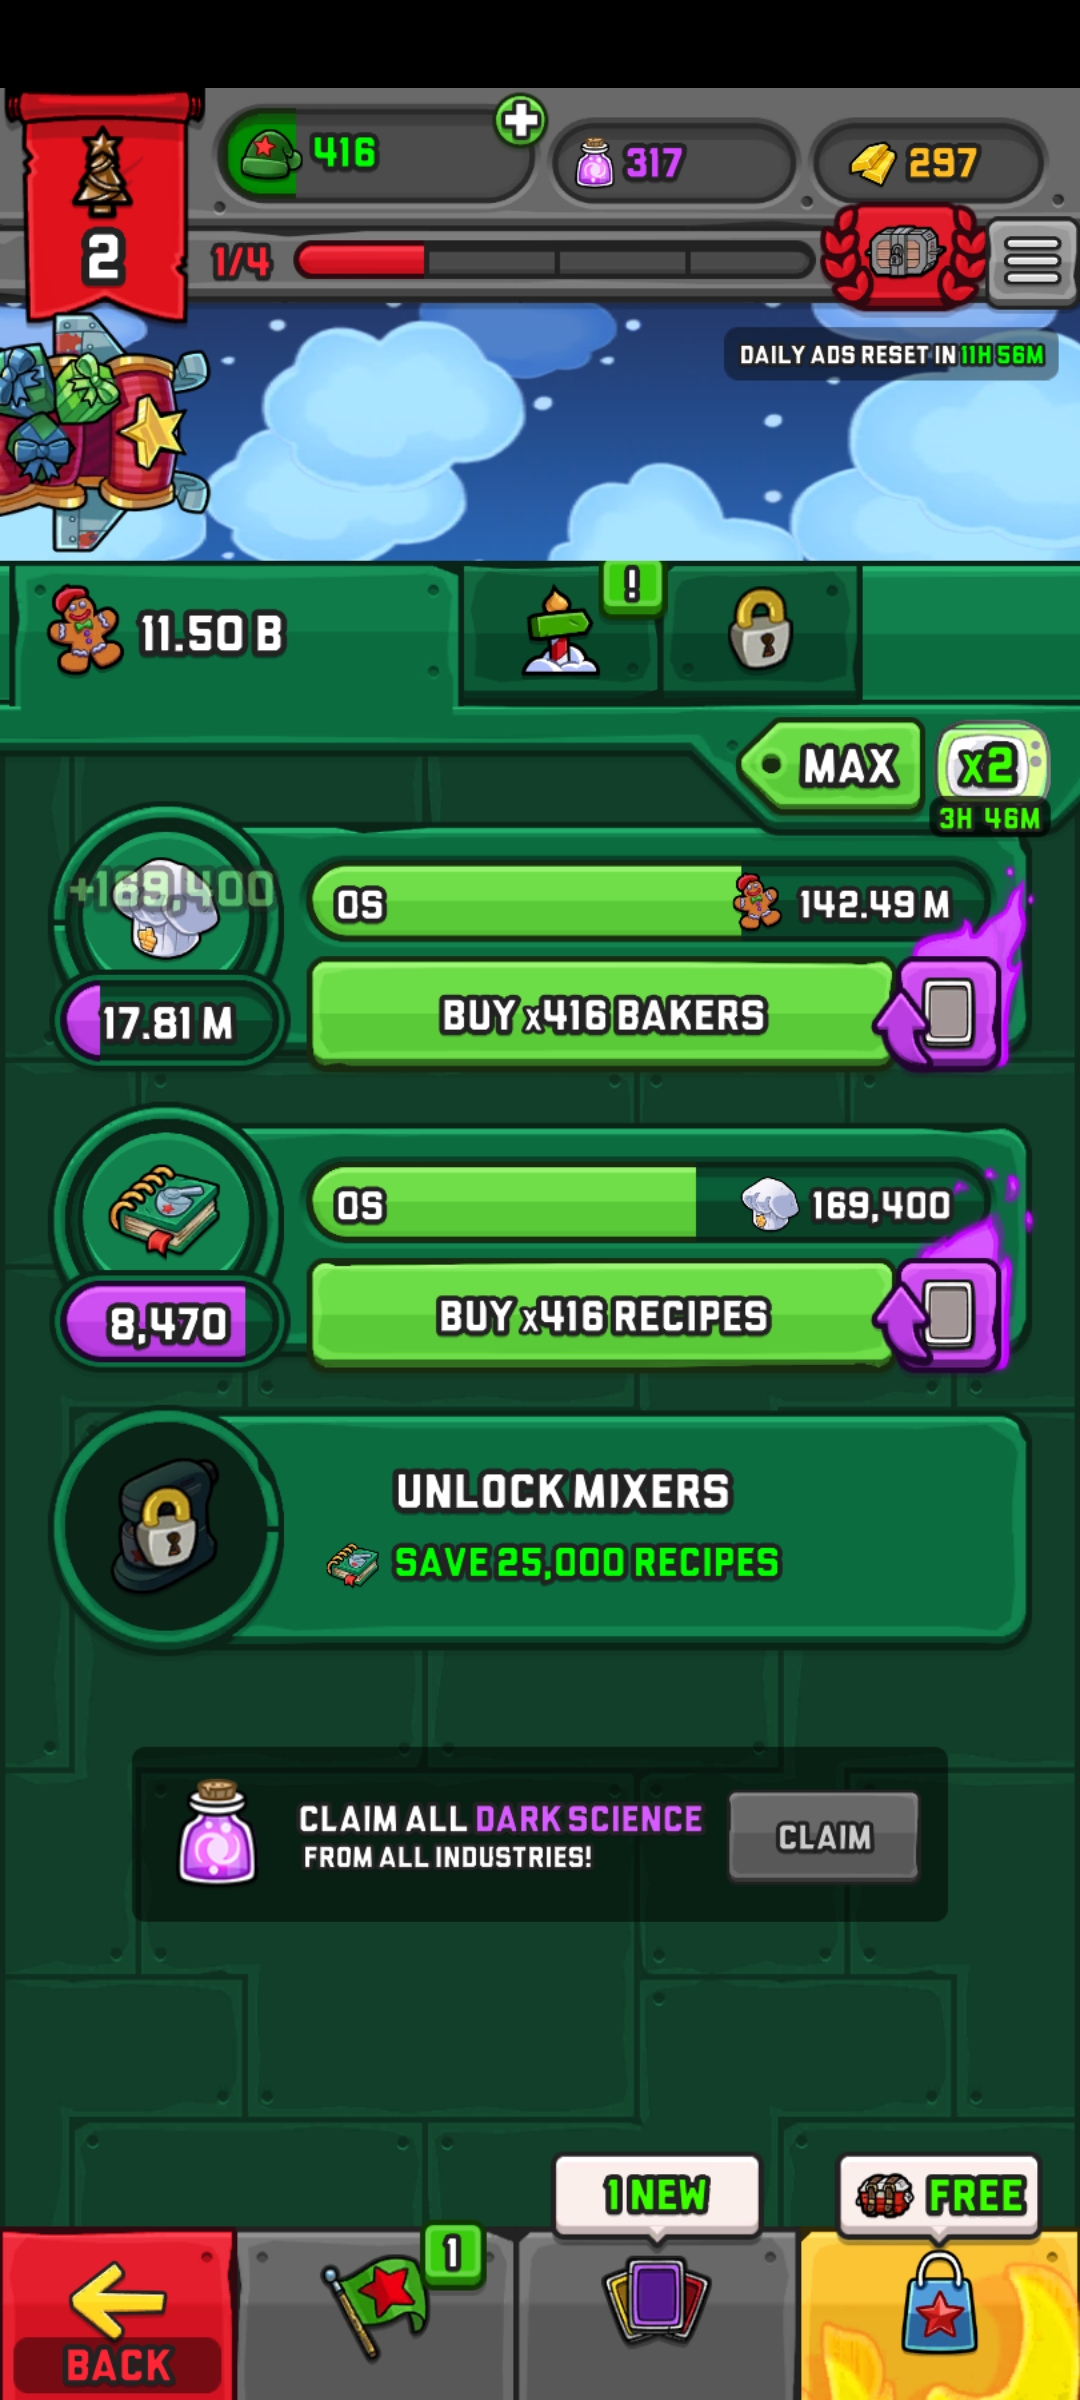 416
317
297
2
1/4
DAILY ADS RESET IN 11H 56M
11.50 B
!
MAX
x2
3H 46M
+169,400
0S
142.49 M
17.81 M
BUY x416 BAKERS
0S
169,400
8,470
BUY x416 RECIPES
UNLOCK MIXERS
SAVE 25,000 RECIPES
CLAIM ALL DARK SCIENCE
FROM ALL INDUSTRIES!
CLAIM
1 NEW
FREE
1
BACK